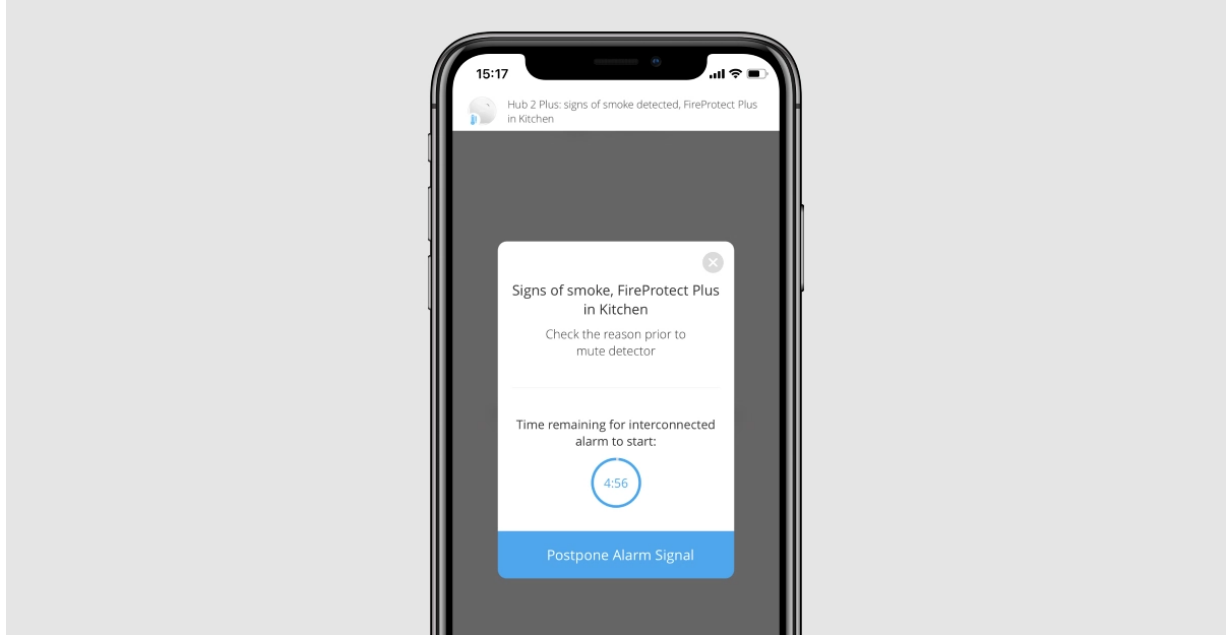 15:17
Hub 2 Plus: signs of smoke detected, FireProtect Plus
in Kitchen
Signs of smoke, FireProtect Plus
in Kitchen
Check the reason prior to
mute detector
Time remaining for interconnected
alarm to start:
4:56
Postpone Alarm Signal